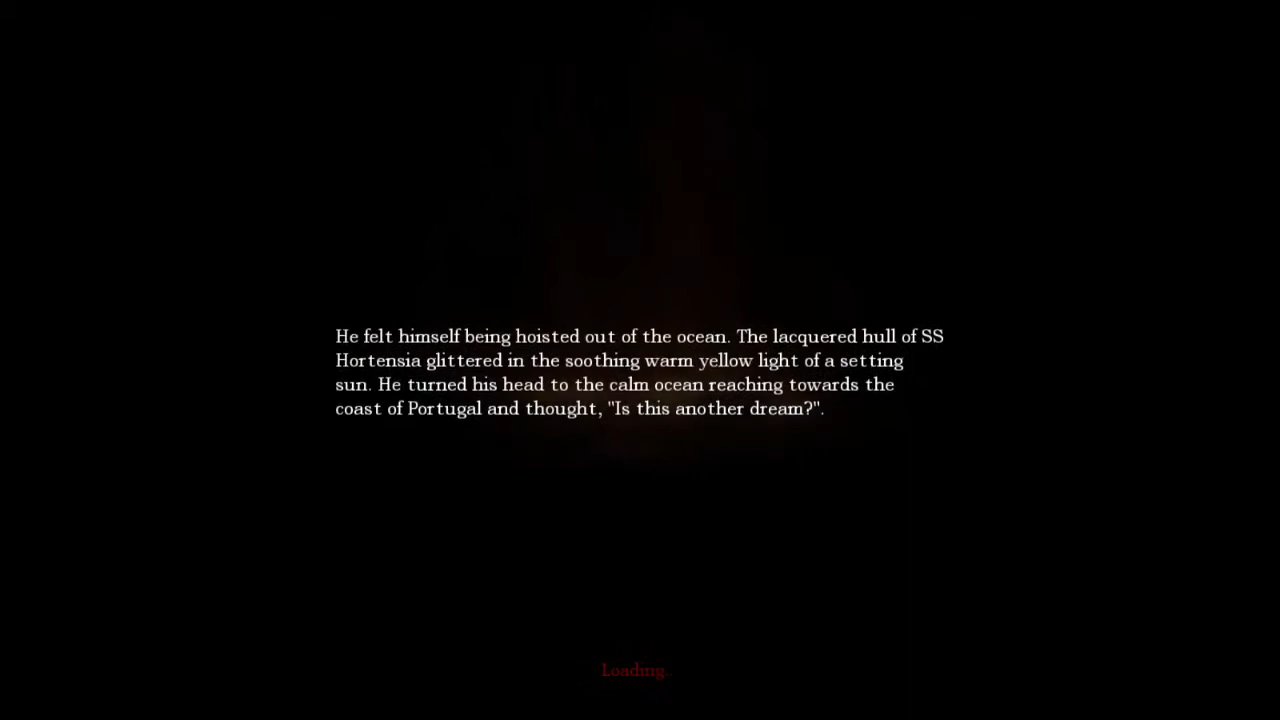 He felt himself being hoisted out of the ocean. The lacquered hull of SS
Hortensia glittered in the soothing warm yellow light of a setting
sun. He turned his head to the calm ocean reaching towards the
coast of Portugal and thought, "Is this another dream?".
Loading..